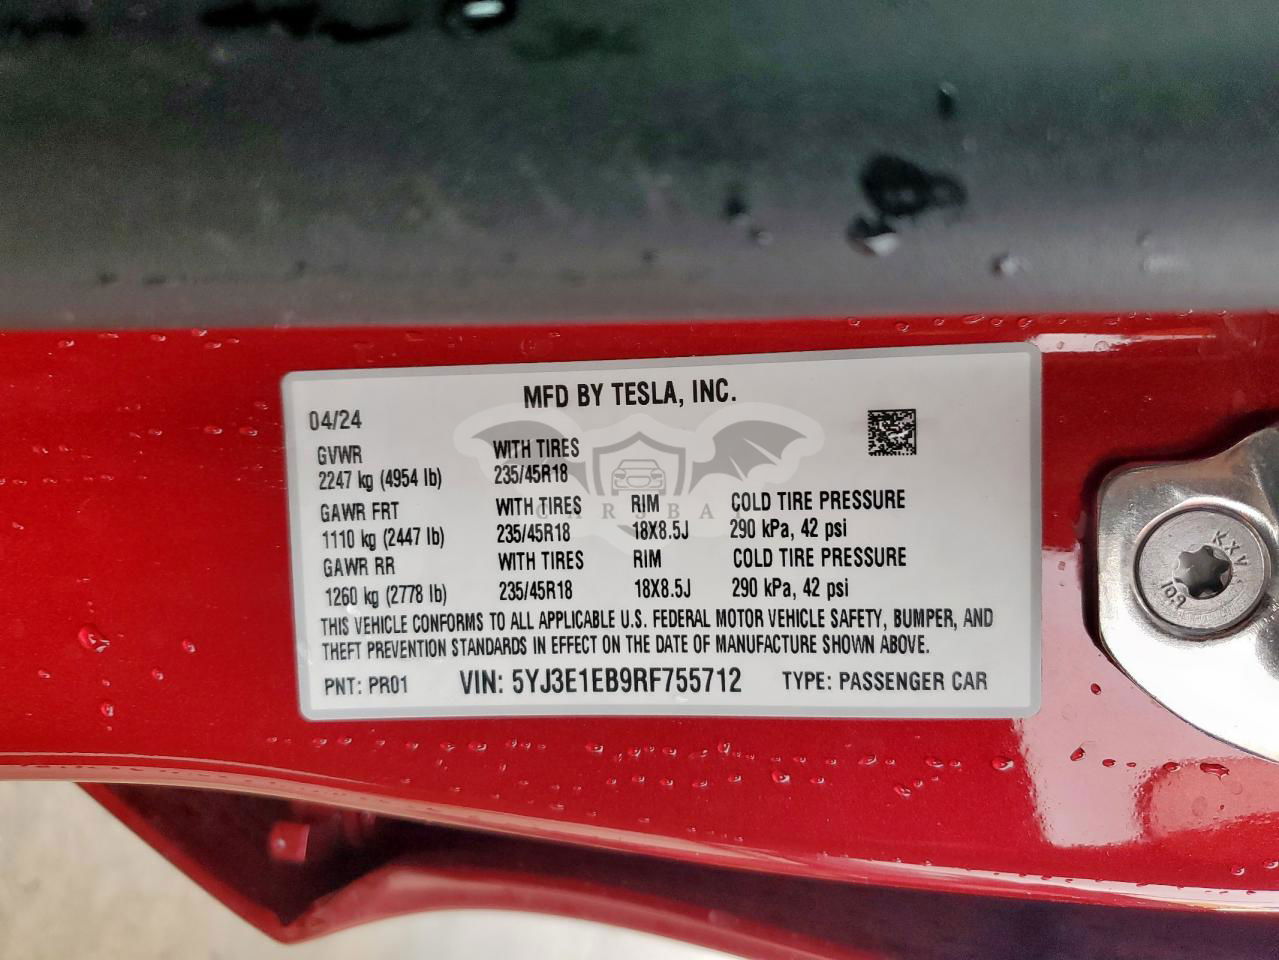 MFD BY TESLA, INC.
04/24
GVWR WITH TIRES
2247 kg (4954 lb) 235/45R18
GAWR FRT WITH TIRES RIM COLD TIRE PRESSURE
1110 kg (2447 lb) 235/45R18 18X8.5J 290 kPa, 42 psi
GAWR RR WITH TIRES RIM COLD TIRE PRESSURE
1260 kg (2778 lb) 235/45R18 18X8.5J 290 kPa, 42 psi
THIS VEHICLE CONFORMS TO ALL APPLICABLE U.S. FEDERAL MOTOR VEHICLE SAFETY, BUMPER, AND
THEFT PREVENTION STANDARDS IN EFFECT ON THE DATE OF MANUFACTURE SHOWN ABOVE.
PNT: PR01 VIN: 5YJ3E1EB9RF755712 TYPE: PASSENGER CAR
CARSBAT
KXV
10.9